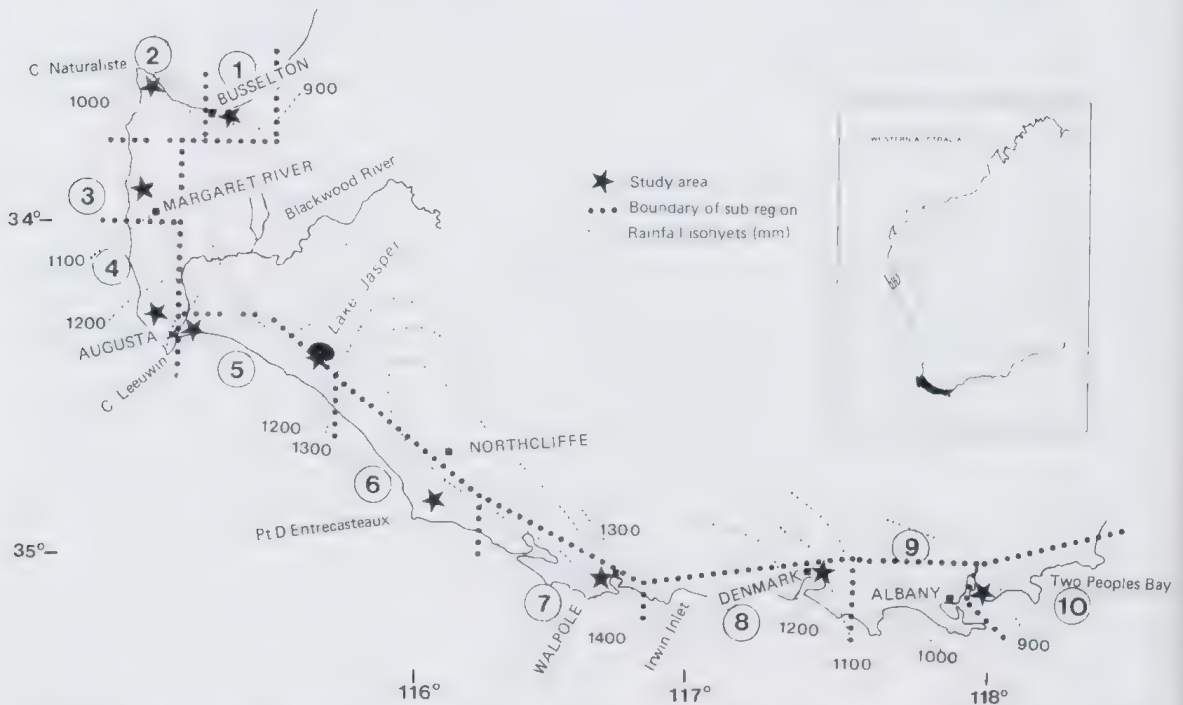 2
1
C Naturaliste
BUSSELTON
1000
900
3
MARGARET RIVER
Blackwood River
34°
1100
4
1200
AUGUSTA
C Leeuwin
5
Lake Jasper
1200
1300
NORTHCLIFFE
6
Pt D Entrecasteaux
1300
35°
7
WALPOLE
1400
Irwin Inlet
DENMARK
8
1200
1100
9
ALBANY
Two Peoples Bay
10
1000
900
116°
117°
118°
Study area
Boundary of sub region
Rainfall isohyets (mm)